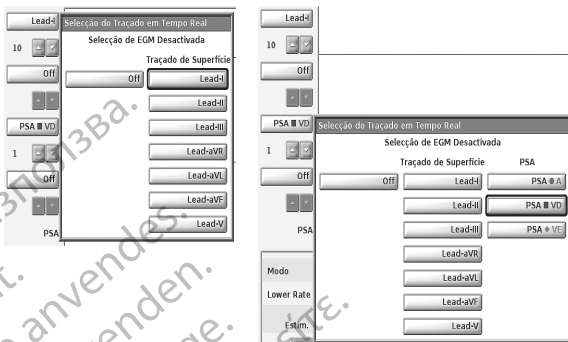 Lead-I
Selecção do Traçado em Tempo Real
Selecção de EGM Desactivada
10
Traçado de Superfície
Off
Off
Lead-I
Lead-II
PSA VD
Lead-III
1
Lead-aVR
Off
Lead-aVL
Lead-aVF
PSA
Lead-V
Lead-I
10
Off
PSA VD
Selecção do Traçado em Tempo Real
1
Selecção de EGM Desactivada
Traçado de Superfície PSA
Off
Off
Lead-I
PSA A
Lead-II
PSA VD
PSA
Lead-III
PSA VE
Lead-aVR
Modo
Lead-aVL
Lower Rate
Lead-aVF
Estim.
Lead-V
anvendes.